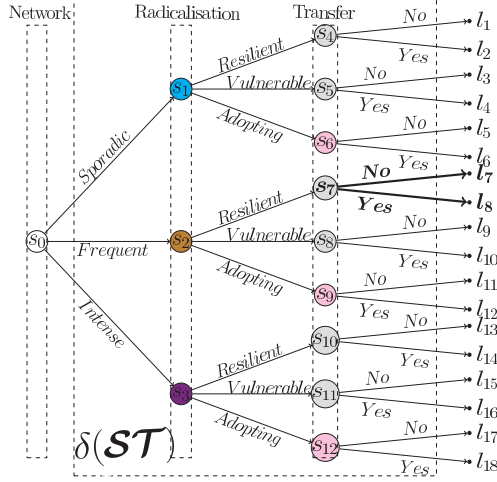 Network Radicalisation Transfer
s0
Sporadic
Frequent
Intense
s1
Resilient
Vulnerable
Adopting
s2
Resilient
Vulnerable
Adopting
s3
Resilient
Vulnerable
Adopting
s4 No l1
Yes l2
s5 No l3
Yes l4
s6 No l5
Yes l6
s7 No l7
Yes l8
s8 No l9
Yes l10
s9 No l11
Yes l12
s10 No l13
Yes l14
s11 No l15
Yes l16
s12 No l17
Yes l18
δ(ST)